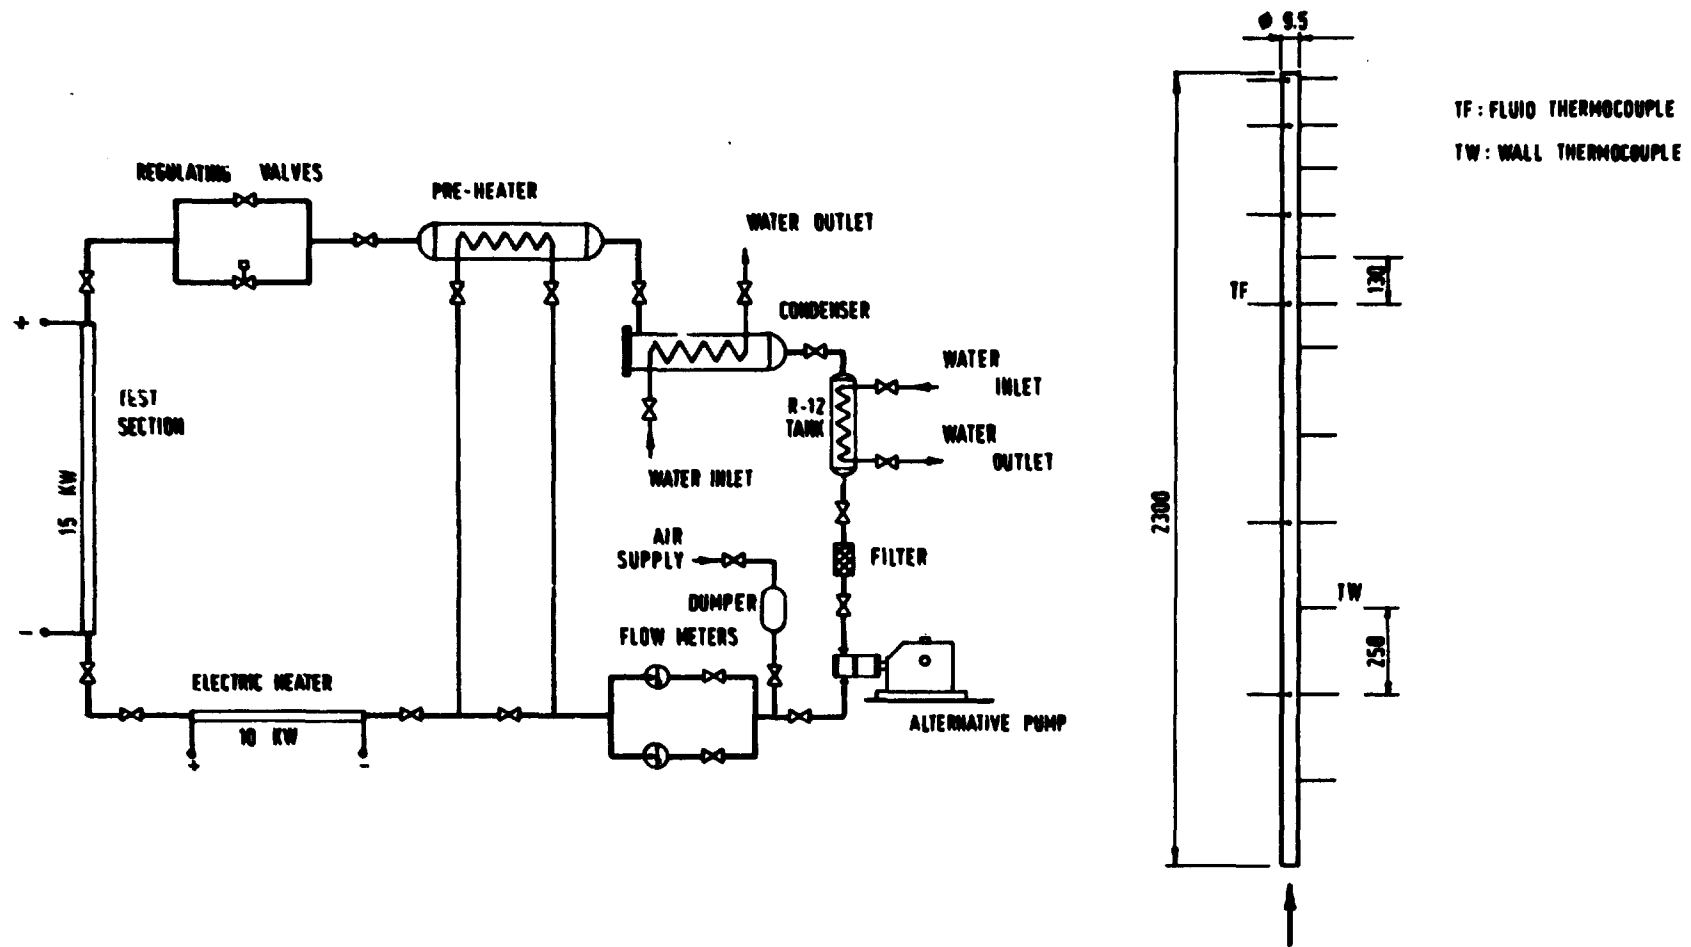 REGULATING VALVES
PRE-HEATER
WATER OUTLET
CONDENSER
+
TEST
SECTION
15 KW
-
WATER
INLET
R-12
TANK
WATER
OUTLET
WATER INLET
AIR
SUPPLY
FILTER
DUMPER
FLOW METERS
ELECTRIC HEATER
10 KW
+
-
ALTERNATIVE PUMP
ø 9.5
TF: FLUID THERMOCOUPLE
TW: WALL THERMOCOUPLE
TF
130
2300
TW
250